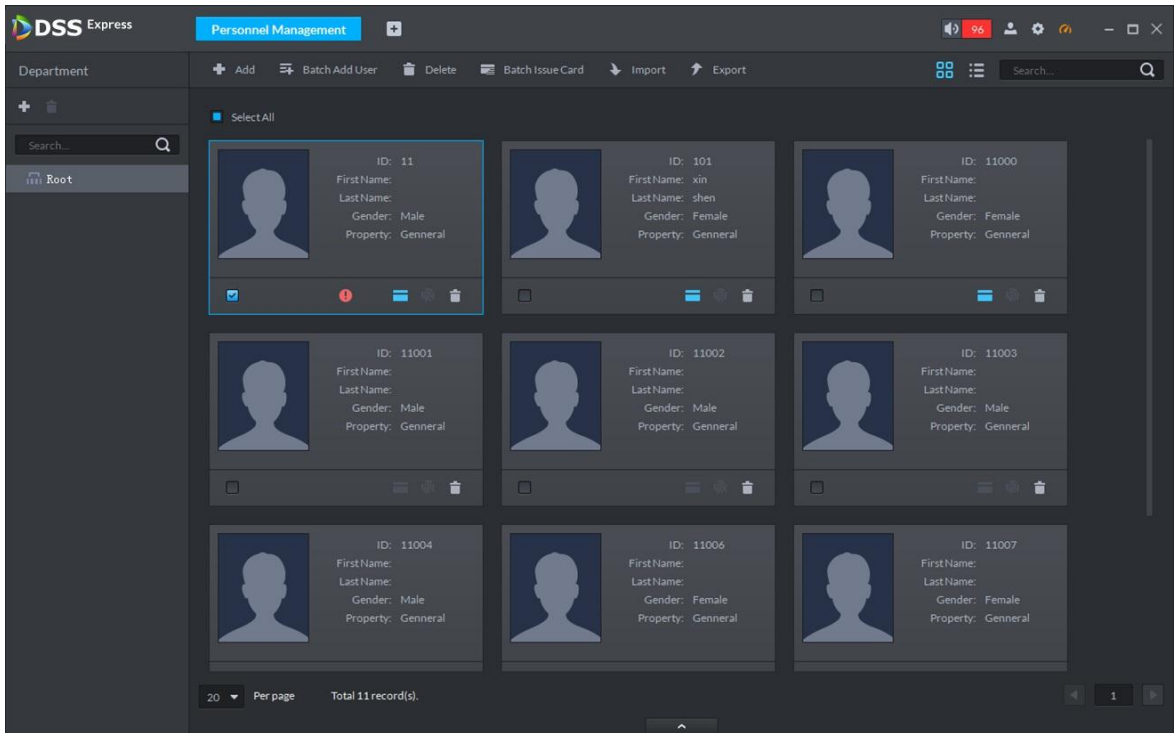 DSS Express
Personnel Management
96
Department
Add Batch Add User Delete Batch Issue Card Import Export Search...
Select All
Search...
Root
ID: 11
First Name:
Last Name:
Gender: Male
Property: Genneral
ID: 101
First Name: xin
Last Name: shen
Gender: Female
Property: Genneral
ID: 11000
First Name:
Last Name:
Gender: Female
Property: Genneral
ID: 11001
First Name:
Last Name:
Gender: Male
Property: Genneral
ID: 11002
First Name:
Last Name:
Gender: Male
Property: Genneral
ID: 11003
First Name:
Last Name:
Gender: Male
Property: Genneral
ID: 11004
First Name:
Last Name:
Gender: Male
Property: Genneral
ID: 11006
First Name:
Last Name:
Gender: Female
Property: Genneral
ID: 11007
First Name:
Last Name:
Gender: Female
Property: Genneral
20 Per page Total 11 record(s).
1